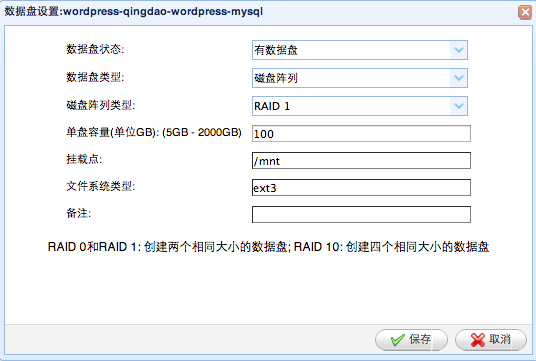 数据盘设置:wordpress-qingdao-wordpress-mysql
数据盘状态: 有数据盘
数据盘类型: 磁盘阵列
磁盘阵列类型: RAID 1
单盘容量(单位GB): (5GB - 2000GB) 100
挂载点: /mnt
文件系统类型: ext3
备注:
RAID 0和RAID 1: 创建两个相同大小的数据盘; RAID 10: 创建四个相同大小的数据盘
保存 取消